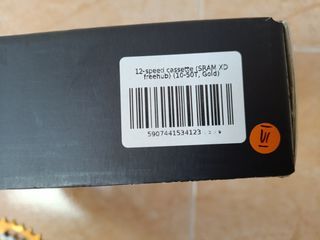 12-speed cassette (SRAM XD
freehub) (10-50T, Gold)
5907441534123